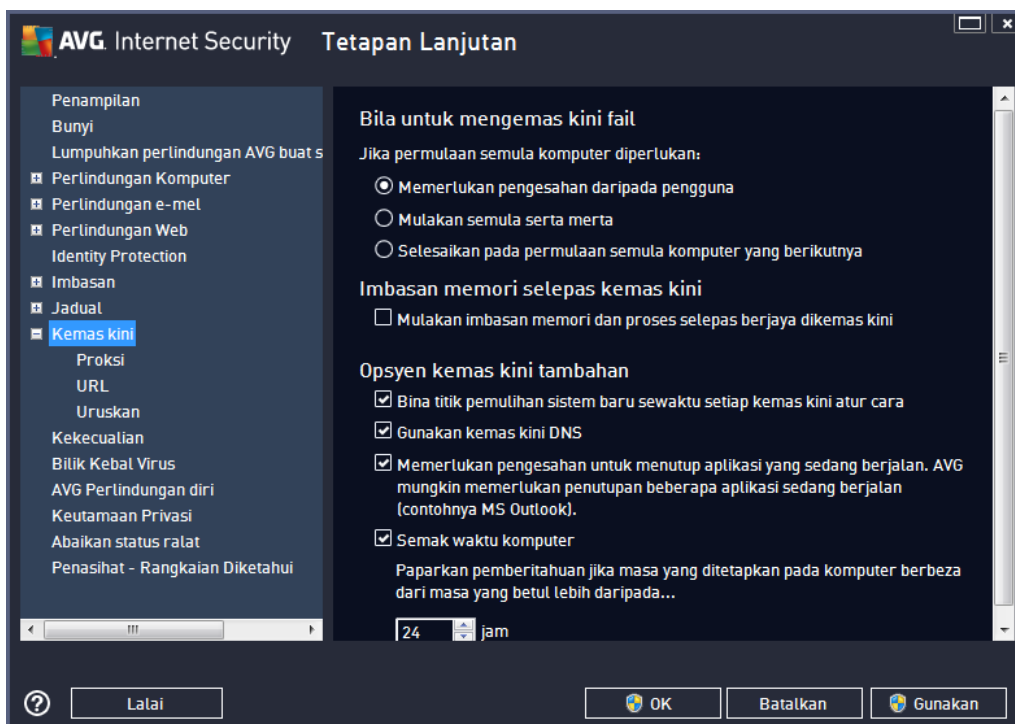 AVG. Internet Security Tetapan Lanjutan
Penampilan
Bunyi
Lumpuhkan perlindungan AVG buat s
Perlindungan Komputer
Perlindungan e-mel
Perlindungan Web
Identity Protection
Imbasan
Jadual
Kemas kini
Proksi
URL
Uruskan
Kekecualian
Bilik Kebal Virus
AVG Perlindungan diri
Keutamaan Privasi
Abaikan status ralat
Penasihat - Rangkaian Diketahui
Bila untuk mengemas kini fail
Jika permulaan semula komputer diperlukan:
Memerlukan pengesahan daripada pengguna
Mulakan semula serta merta
Selesaikan pada permulaan semula komputer yang berikutnya
Imbasan memori selepas kemas kini
Mulakan imbasan memori dan proses selepas berjaya dikemas kini
Opsyen kemas kini tambahan
Bina titik pemulihan sistem baru sewaktu setiap kemas kini atur cara
Gunakan kemas kini DNS
Memerlukan pengesahan untuk menutup aplikasi yang sedang berjalan. AVG
mungkin memerlukan penutupan beberapa aplikasi sedang berjalan
(contohnya MS Outlook).
Semak waktu komputer
Paparkan pemberitahuan jika masa yang ditetapkan pada komputer berbeza
dari masa yang betul lebih daripada...
24 jam
Lalai
OK
Batalkan
Gunakan